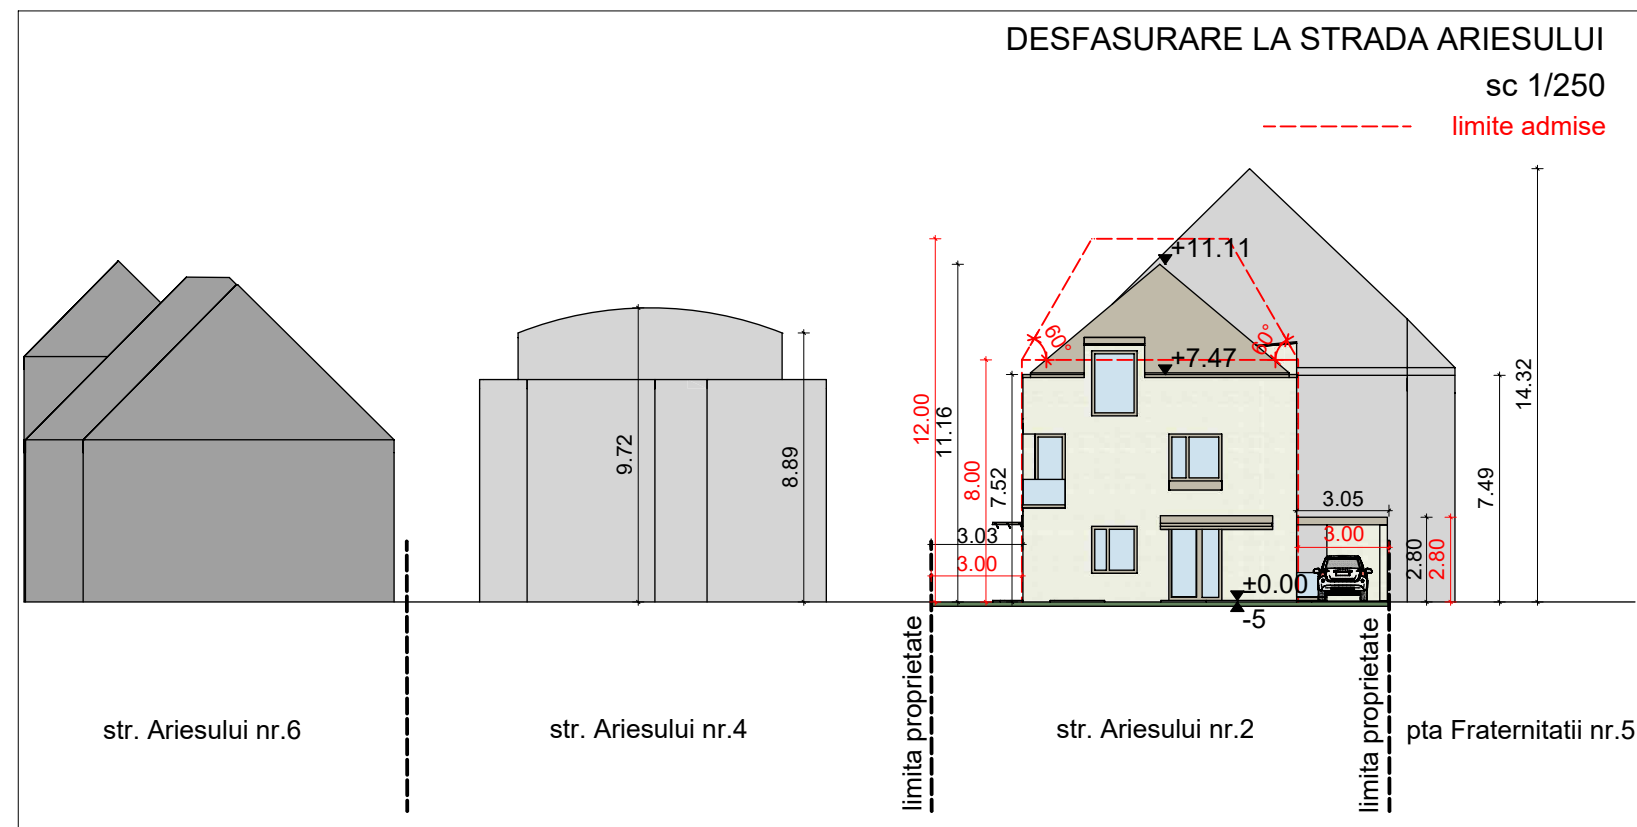 DESFASURARE LA STRADA ARIESULUI
sc 1/250
limite admise
+11.11
60°
60°
+7.47
14.32
12.00
11.16
9.72
8.89
8.00
7.52
7.49
3.05
3.03
3.00
3.00
2.80
2.80
±0.00
-5
limita proprietate
limita proprietate
str. Ariesului nr.6
str. Ariesului nr.4
str. Ariesului nr.2
pta Fraternitatii nr.5